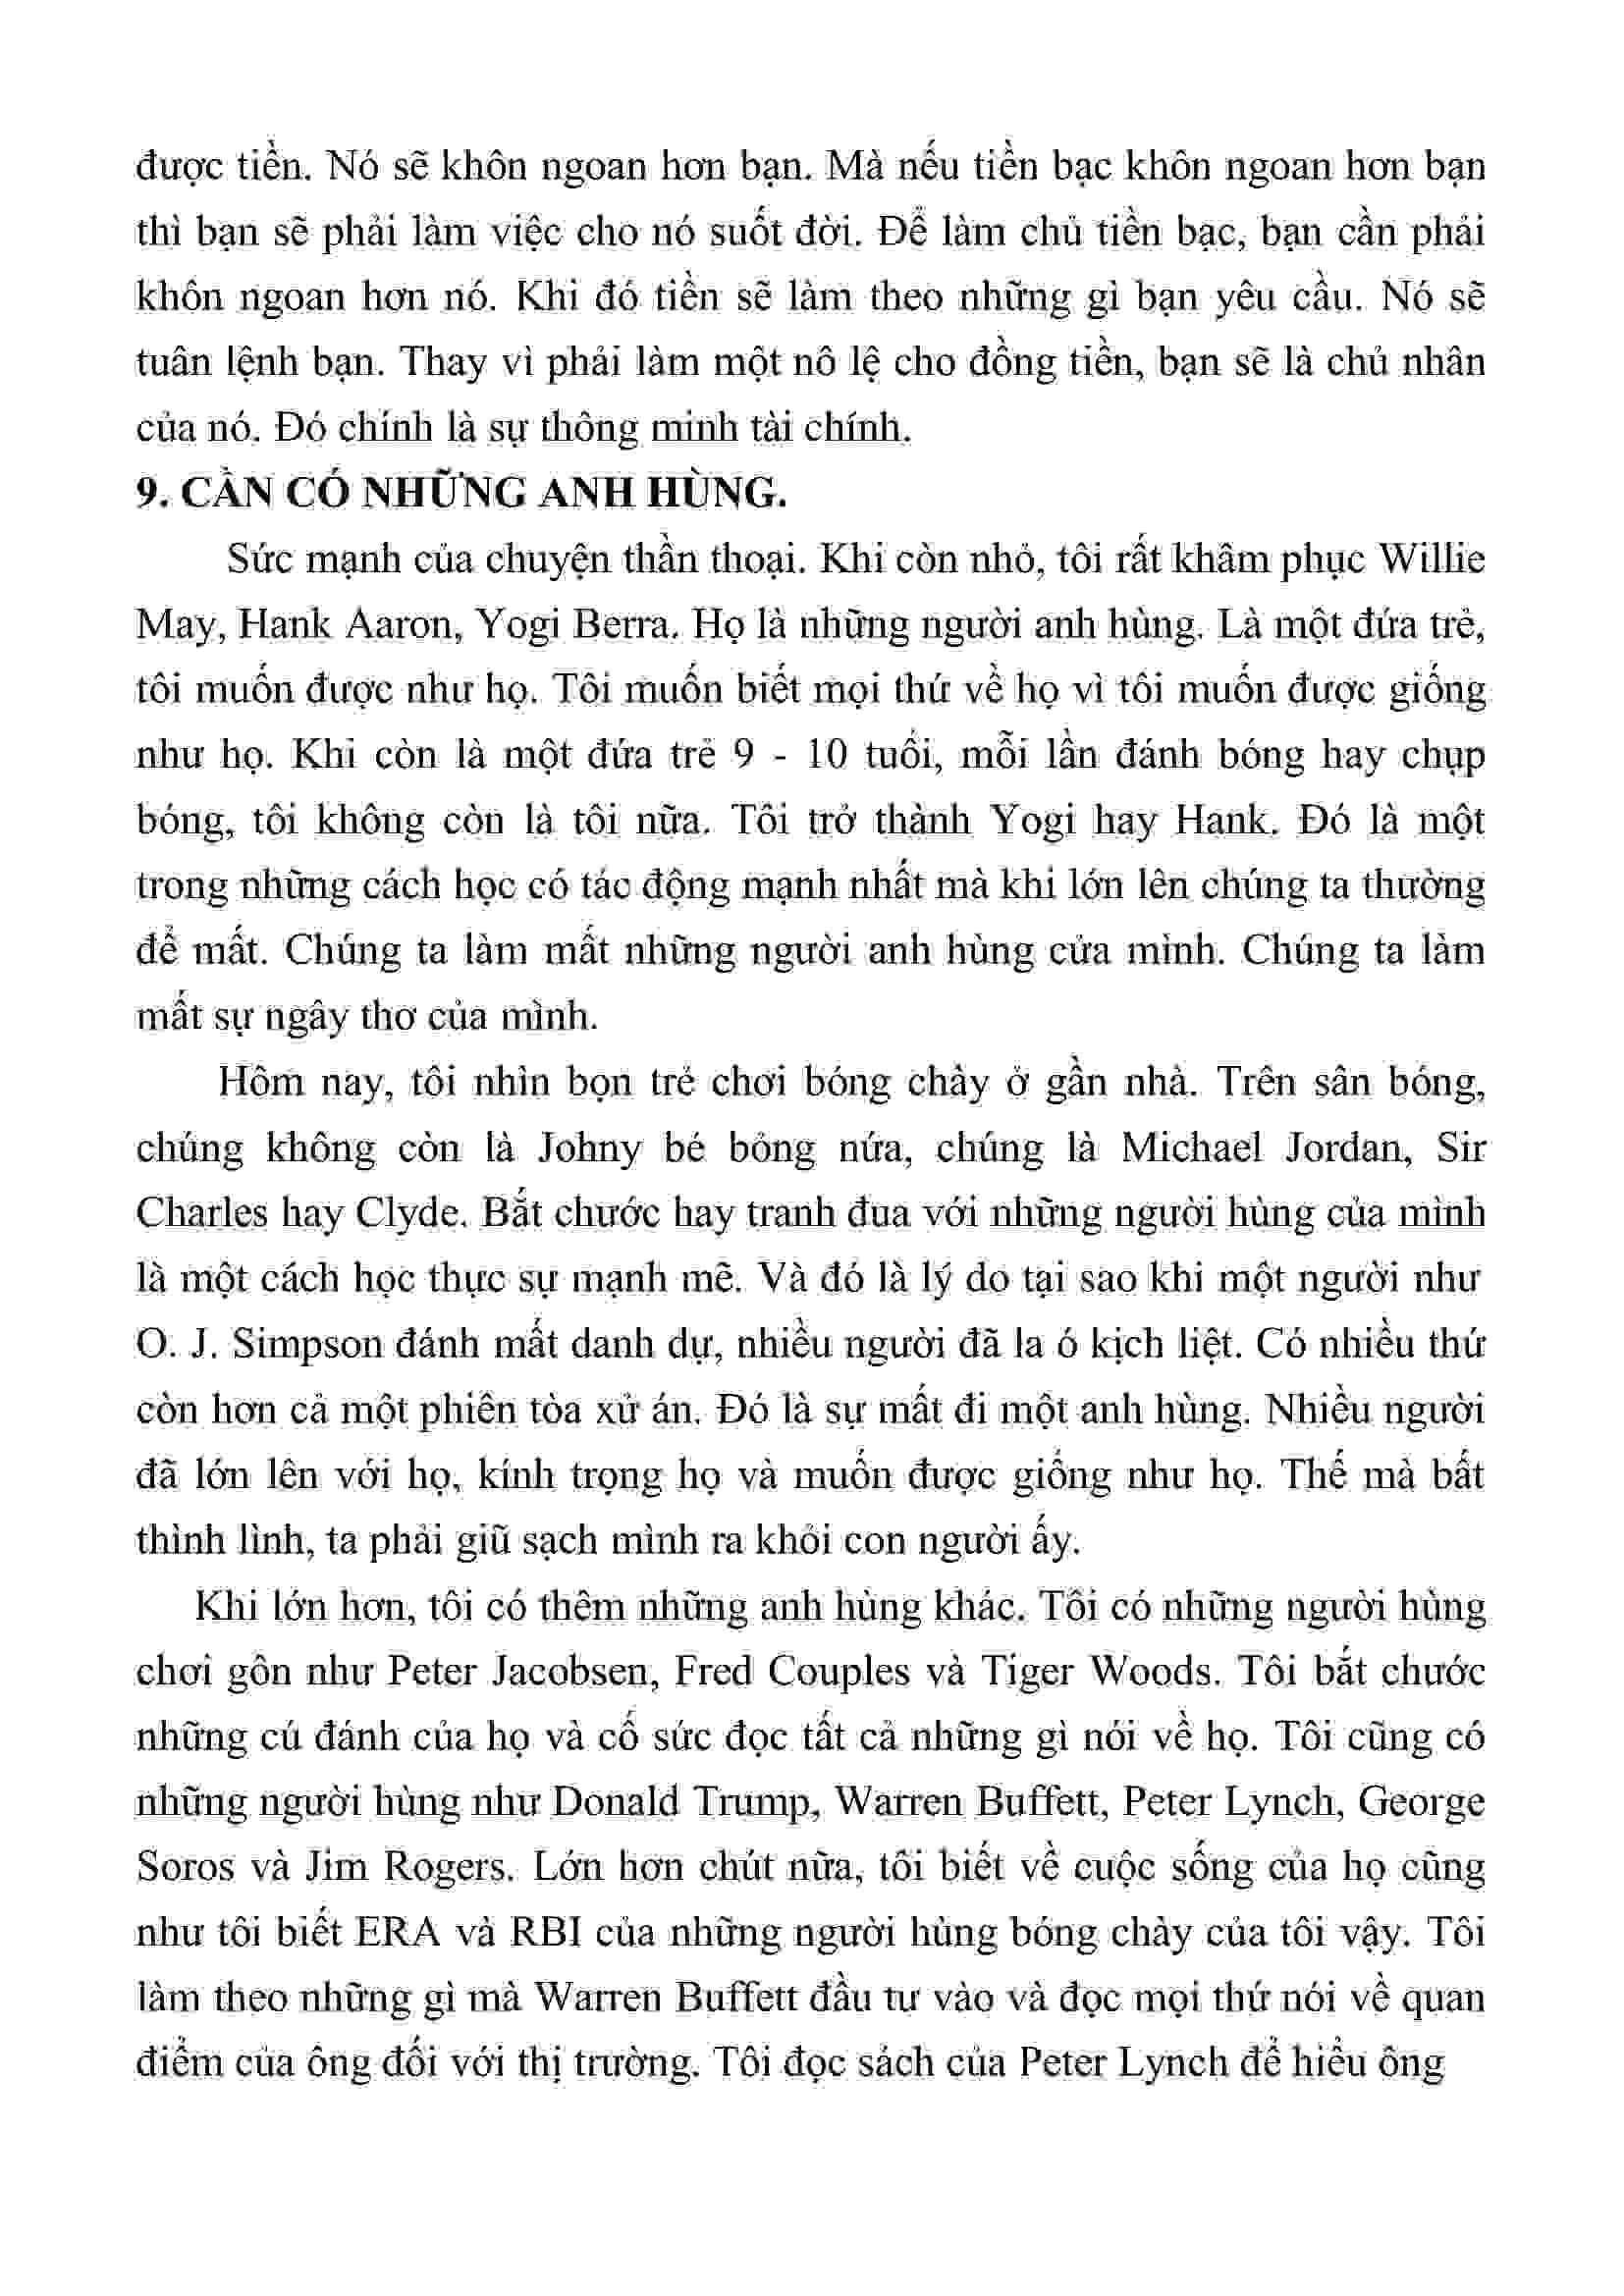 được tiền. Nó sẽ khôn ngoan hơn bạn. Mà nếu tiền bạc khôn ngoan hơn bạn
thì bạn sẽ phải làm việc cho nó suốt đời. Để làm chủ tiền bạc, bạn cần phải
khôn ngoan hơn nó. Khi đó tiền sẽ làm theo những gì bạn yêu cầu. Nó sẽ
tuân lệnh bạn. Thay vì phải làm một nô lệ cho đồng tiền, bạn sẽ là chủ nhân
của nó. Đó chính là sự thông minh tài chính.
9. CẦN CÓ NHỮNG ANH HÙNG.
Sức mạnh của chuyện thần thoại. Khi còn nhỏ, tôi rất khâm phục Willie
May, Hank Aaron, Yogi Berra. Họ là những người anh hùng. Là một đứa trẻ,
tôi muốn được như họ. Tôi muốn biết mọi thứ về họ vì tôi muốn được giống
như họ. Khi còn là một đứa trẻ 9 - 10 tuổi, mỗi lần đánh bóng hay chụp
bóng, tôi không còn là tôi nữa. Tôi trở thành Yogi hay Hank. Đó là một
trong những cách học có tác động mạnh nhất mà khi lớn lên chúng ta thường
để mất. Chúng ta làm mất những người anh hùng cửa mình. Chúng ta làm
mất sự ngây thơ của mình.
Hôm nay, tôi nhìn bọn trẻ chơi bóng chầy ở gần nhà. Trên sân bóng,
chúng không còn là Johny bé bỏng nứa, chúng là Michael Jordan, Sir
Charles hay Clyde. Bắt chước hay tranh đua với những người hùng của mình
là một cách học thực sự mạnh mẽ. Và đó là lý do tại sao khi một người như
O. J. Simpson đánh mất danh dự, nhiều người đã la ó kịch liệt. Có nhiều thứ
còn hơn cả một phiên tòa xử án. Đó là sự mất đi một anh hùng. Nhiều người
đã lớn lên với họ, kính trọng họ và muốn được giống như họ. Thế mà bất
thình lình, ta phải giũ sạch mình ra khỏi con người ấy.
Khi lớn hơn, tôi có thêm những anh hùng khác. Tôi có những người hùng
chơi gôn như Peter Jacobsen, Fred Couples và Tiger Woods. Tôi bắt chước
những cú đánh của họ và cố sức đọc tất cả những gì nói về họ. Tôi cũng có
những người hùng như Donald Trump, Warren Buffett, Peter Lynch, George
Soros và Jim Rogers. Lớn hơn chút nữa, tôi biết về cuộc sống của họ cũng
như tôi biết ERA và RBI của những người hùng bóng chày của tôi vậy. Tôi
làm theo những gì mà Warren Buffett đầu tư vào và đọc mọi thứ nói về quan
điểm của ông đối với thị trường. Tôi đọc sách của Peter Lynch để hiểu ông